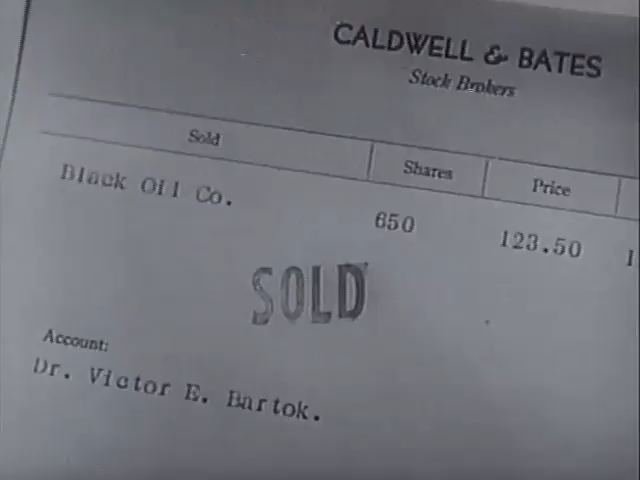 CALDWELL & BATES
Stock Brokers
Sold Shares Price
Black Oil Co. 650 123.50
SOLD
Account:
Dr. Victor E. Bartok.